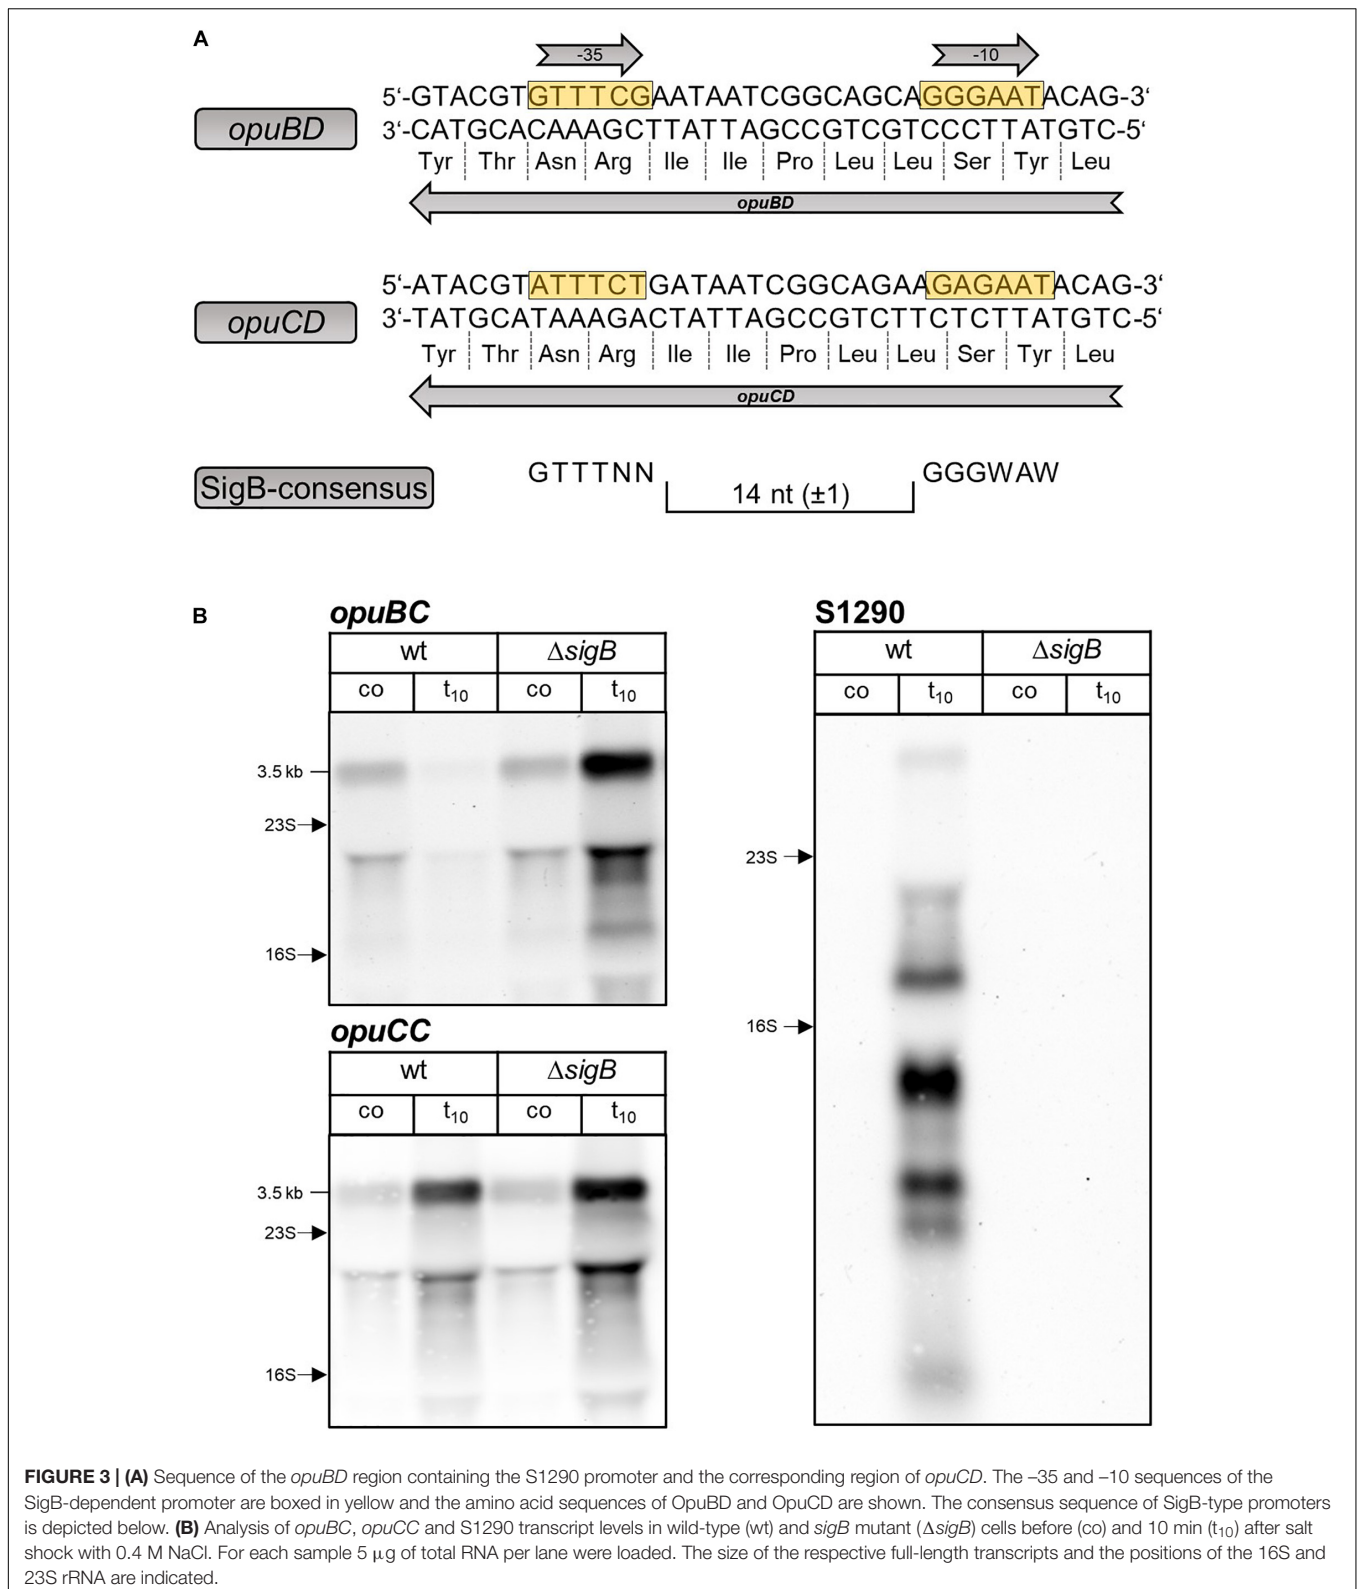 A
-35 -10
5‘-GTACGTGTTTCGAATAATCGGCAGCAGGGAATACAG-3‘
opuBD
3‘-CATGCACAAAGCTTATTAGCCGTCGTCCCTTATGTC-5‘
Tyr Thr Asn Arg Ile Ile Pro Leu Leu Ser Tyr Leu
opuBD
5‘-ATACGTATTTCTGATAATCGGCAGAAGAGAATACAG-3‘
opuCD
3‘-TATGCATAAAGACTATTAGCCGTCTTCTCTTATGTC-5‘
Tyr Thr Asn Arg Ile Ile Pro Leu Leu Ser Tyr Leu
opuCD
GTTTNN GGGWAW
SigB-consensus
14 nt (±1)
B
opuBC
wt ΔsigB
co t10 co t10
3.5 kb
23S
16S
opuCC
wt ΔsigB
co t10 co t10
3.5 kb
23S
16S
S1290
wt ΔsigB
co t10 co t10
23S
16S
FIGURE 3 | (A) Sequence of the opuBD region containing the S1290 promoter and the corresponding region of opuCD. The –35 and –10 sequences of the
SigB-dependent promoter are boxed in yellow and the amino acid sequences of OpuBD and OpuCD are shown. The consensus sequence of SigB-type promoters
is depicted below. (B) Analysis of opuBC, opuCC and S1290 transcript levels in wild-type (wt) and sigB mutant (ΔsigB) cells before (co) and 10 min (t10) after salt
shock with 0.4 M NaCl. For each sample 5 μg of total RNA per lane were loaded. The size of the respective full-length transcripts and the positions of the 16S and
23S rRNA are indicated.